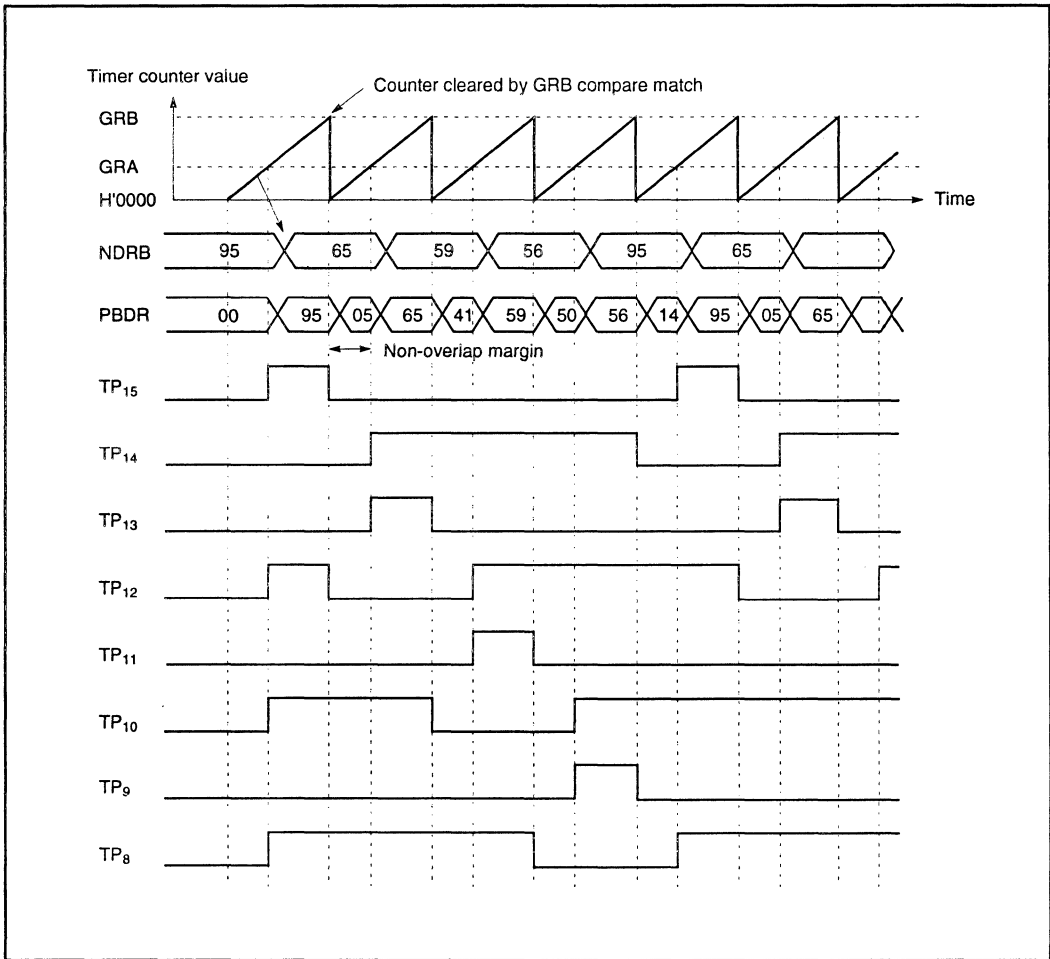 Timer counter value
Counter cleared by GRB compare match
GRB
GRA
H'0000
Time
NDRB 95 65 59 56 95 65
PBDR 00 95 05 65 41 59 50 56 14 95 05 65
Non-overlap margin
TP15
TP14
TP13
TP12
TP11
TP10
TP9
TP8